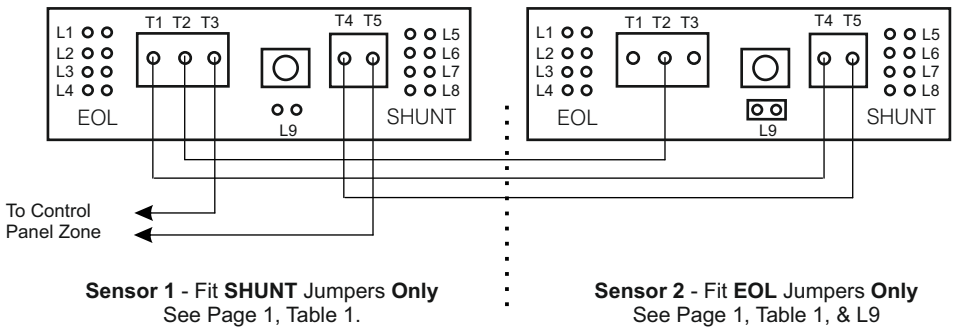 T1 T2 T3 T4 T5
L1 L5
L2 L6
L3 L7
L4 L8
EOL L9 SHUNT
T1 T2 T3 T4 T5
L1 L5
L2 L6
L3 L7
L4 L8
EOL L9 SHUNT
To Control
Panel Zone
Sensor 1 - Fit SHUNT Jumpers Only
See Page 1, Table 1.
Sensor 2 - Fit EOL Jumpers Only
See Page 1, Table 1, & L9